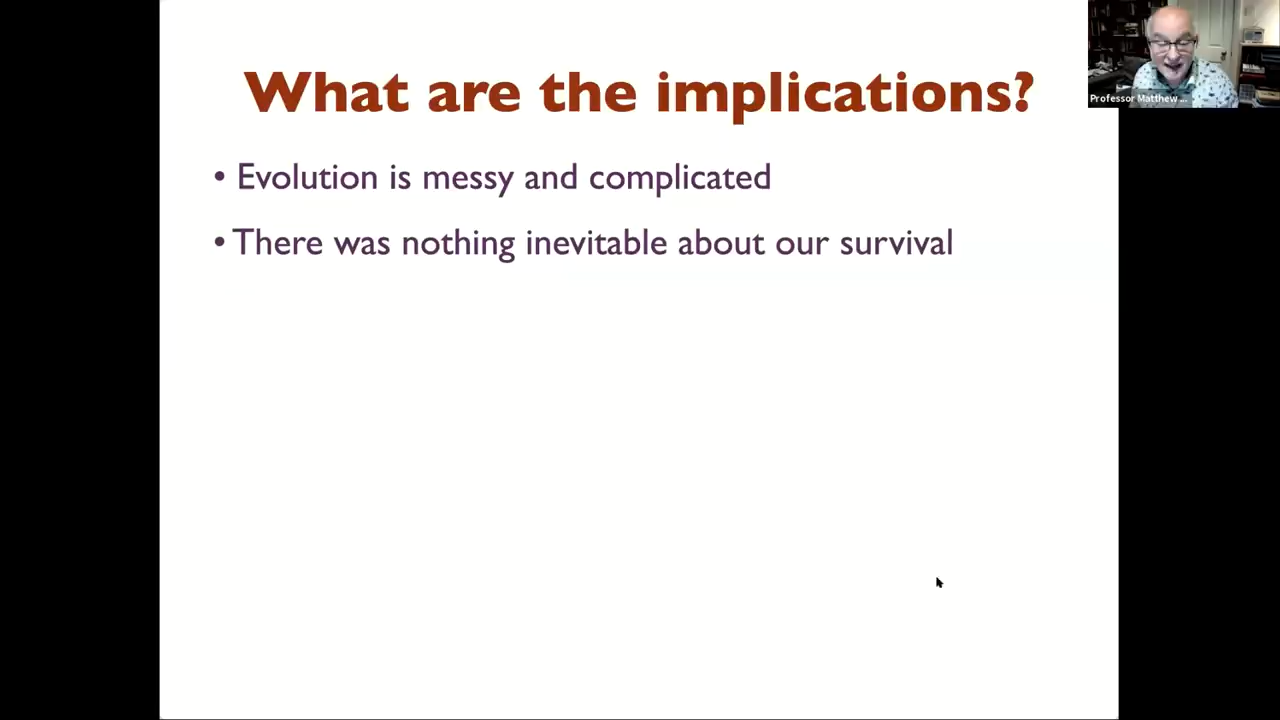 What are the implications?
• Evolution is messy and complicated
• There was nothing inevitable about our survival
Professor Matthew ...